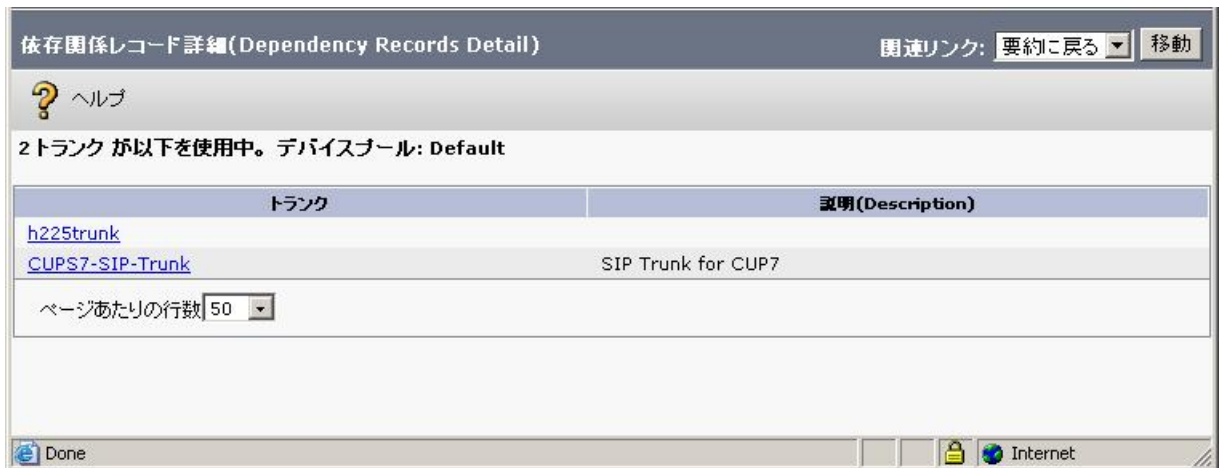 依存関係レコード詳細(Dependency Records Detail)
関連リンク: 要約に戻る 移動
ヘルプ
2 トランク が以下を使用中。デバイスプール: Default
トランク 説明(Description)
h225trunk
CUPS7-SIP-Trunk SIP Trunk for CUP7
ページあたりの行数 50
Done Internet